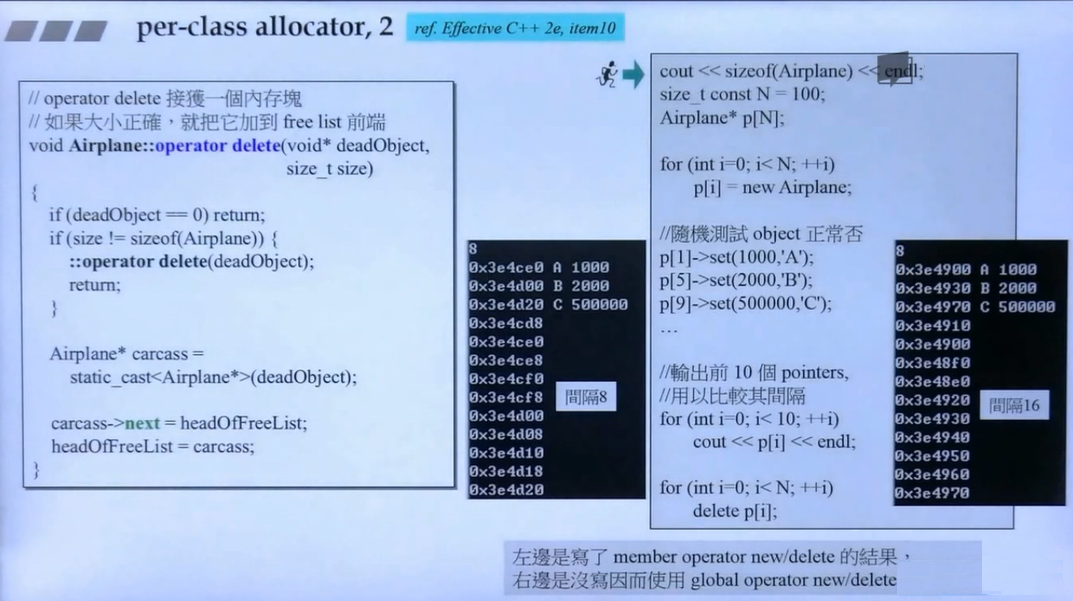 per-class allocator, 2
ref. Effective C++ 2e, item10
// operator delete 接獲一個內存塊
// 如果大小正確，就把它加到 free list 前端
void Airplane::operator delete(void* deadObject,
size_t size)
{
if (deadObject == 0) return;
if (size != sizeof(Airplane)) {
::operator delete(deadObject);
return;
}
Airplane* carcass =
static_cast<Airplane*>(deadObject);
carcass->next = headOfFreeList;
headOfFreeList = carcass;
}
8
0x3e4ce0 A 1000
0x3e4d00 B 2000
0x3e4d20 C 500000
0x3e4cd8
0x3e4ce0
0x3e4ce8
0x3e4cf0
0x3e4cf8
0x3e4d00
0x3e4d08
0x3e4d10
0x3e4d18
0x3e4d20
間隔8
cout << sizeof(Airplane) << endl;
size_t const N = 100;
Airplane* p[N];
for (int i=0; i< N; ++i)
p[i] = new Airplane;
//隨機測試 object 正常否
p[1]->set(1000,'A');
p[5]->set(2000,'B');
p[9]->set(500000,'C');
…
//輸出前 10 個 pointers,
//用以比較其間隔
for (int i=0; i< 10; ++i)
cout << p[i] << endl;
for (int i=0; i< N; ++i)
delete p[i];
8
0x3e4900 A 1000
0x3e4930 B 2000
0x3e4970 C 500000
0x3e4910
0x3e4900
0x3e48f0
0x3e48e0
0x3e4920
0x3e4930
0x3e4940
0x3e4950
0x3e4960
0x3e4970
間隔16
左邊是寫了 member operator new/delete 的結果，
右邊是沒寫因而使用 global operator new/delete